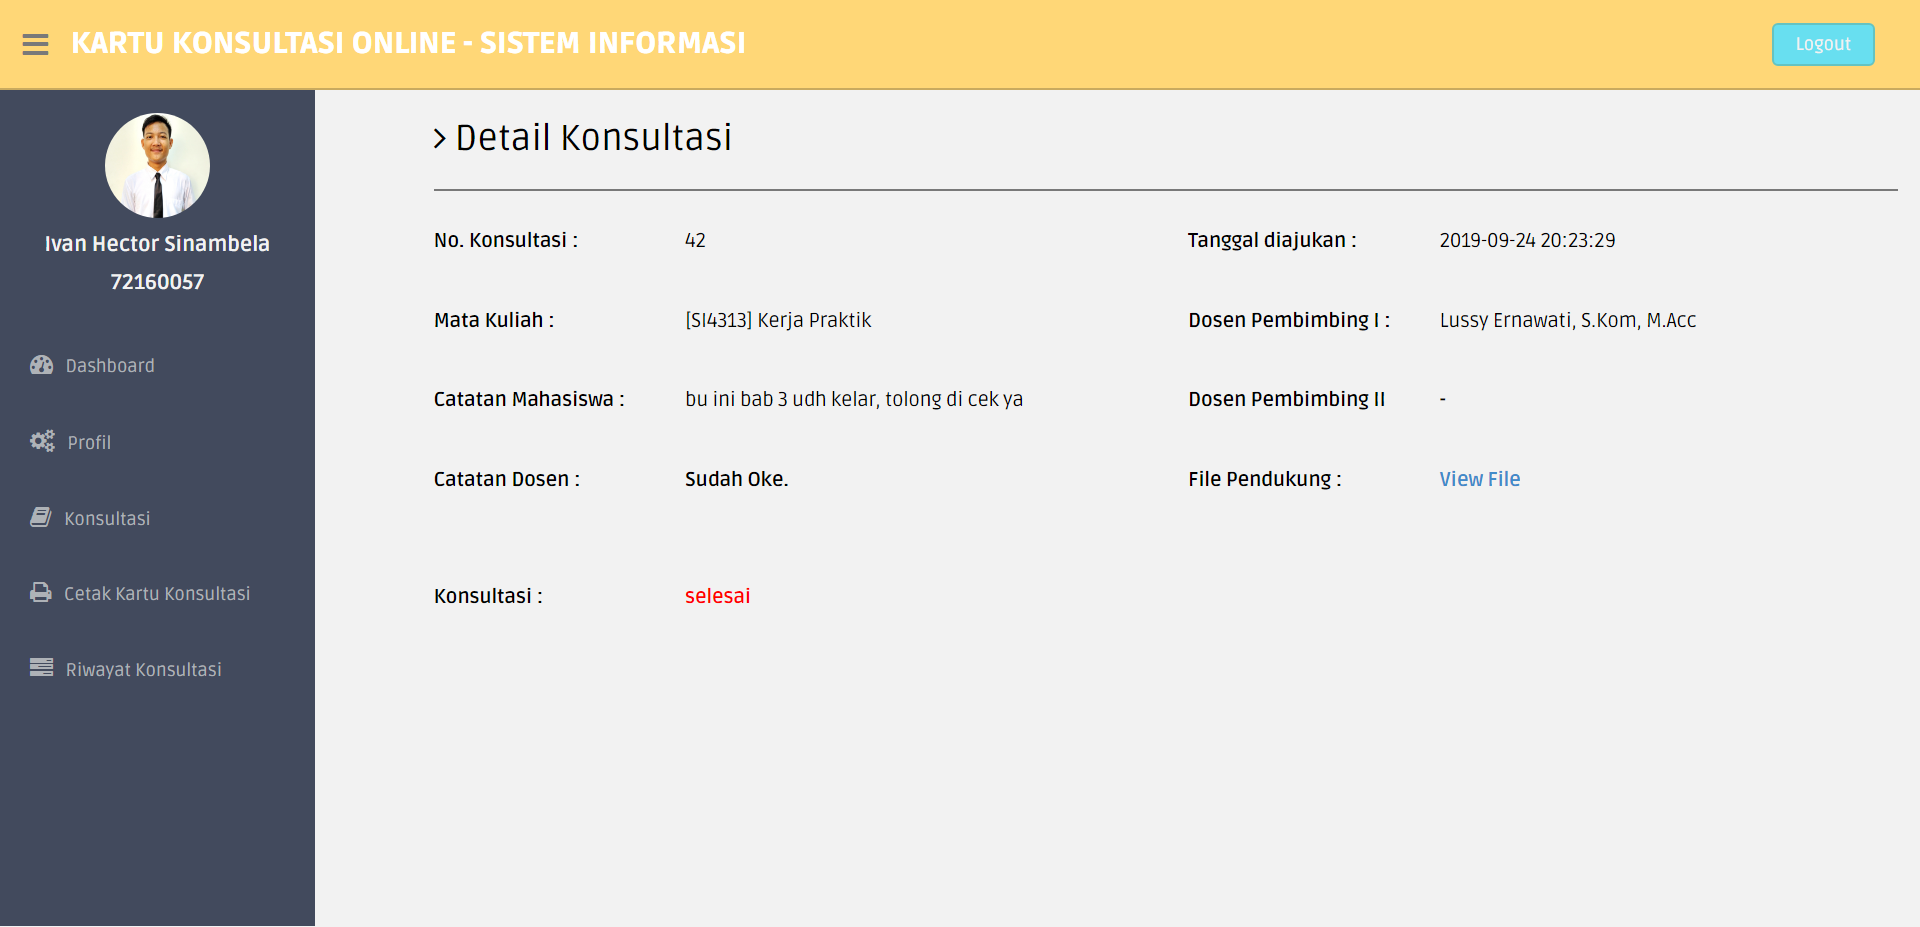 KARTU KONSULTASI ONLINE - SISTEM INFORMASI
Logout
Ivan Hector Sinambela
72160057
Dashboard
Profil
Konsultasi
Cetak Kartu Konsultasi
Riwayat Konsultasi
Detail Konsultasi
No. Konsultasi : 42 Tanggal diajukan : 2019-09-24 20:23:29
Mata Kuliah : [SI4313] Kerja Praktik Dosen Pembimbing I : Lussy Ernawati, S.Kom, M.Acc
Catatan Mahasiswa : bu ini bab 3 udh kelar, tolong di cek ya Dosen Pembimbing II -
Catatan Dosen : Sudah Oke. File Pendukung : View File
Konsultasi : selesai